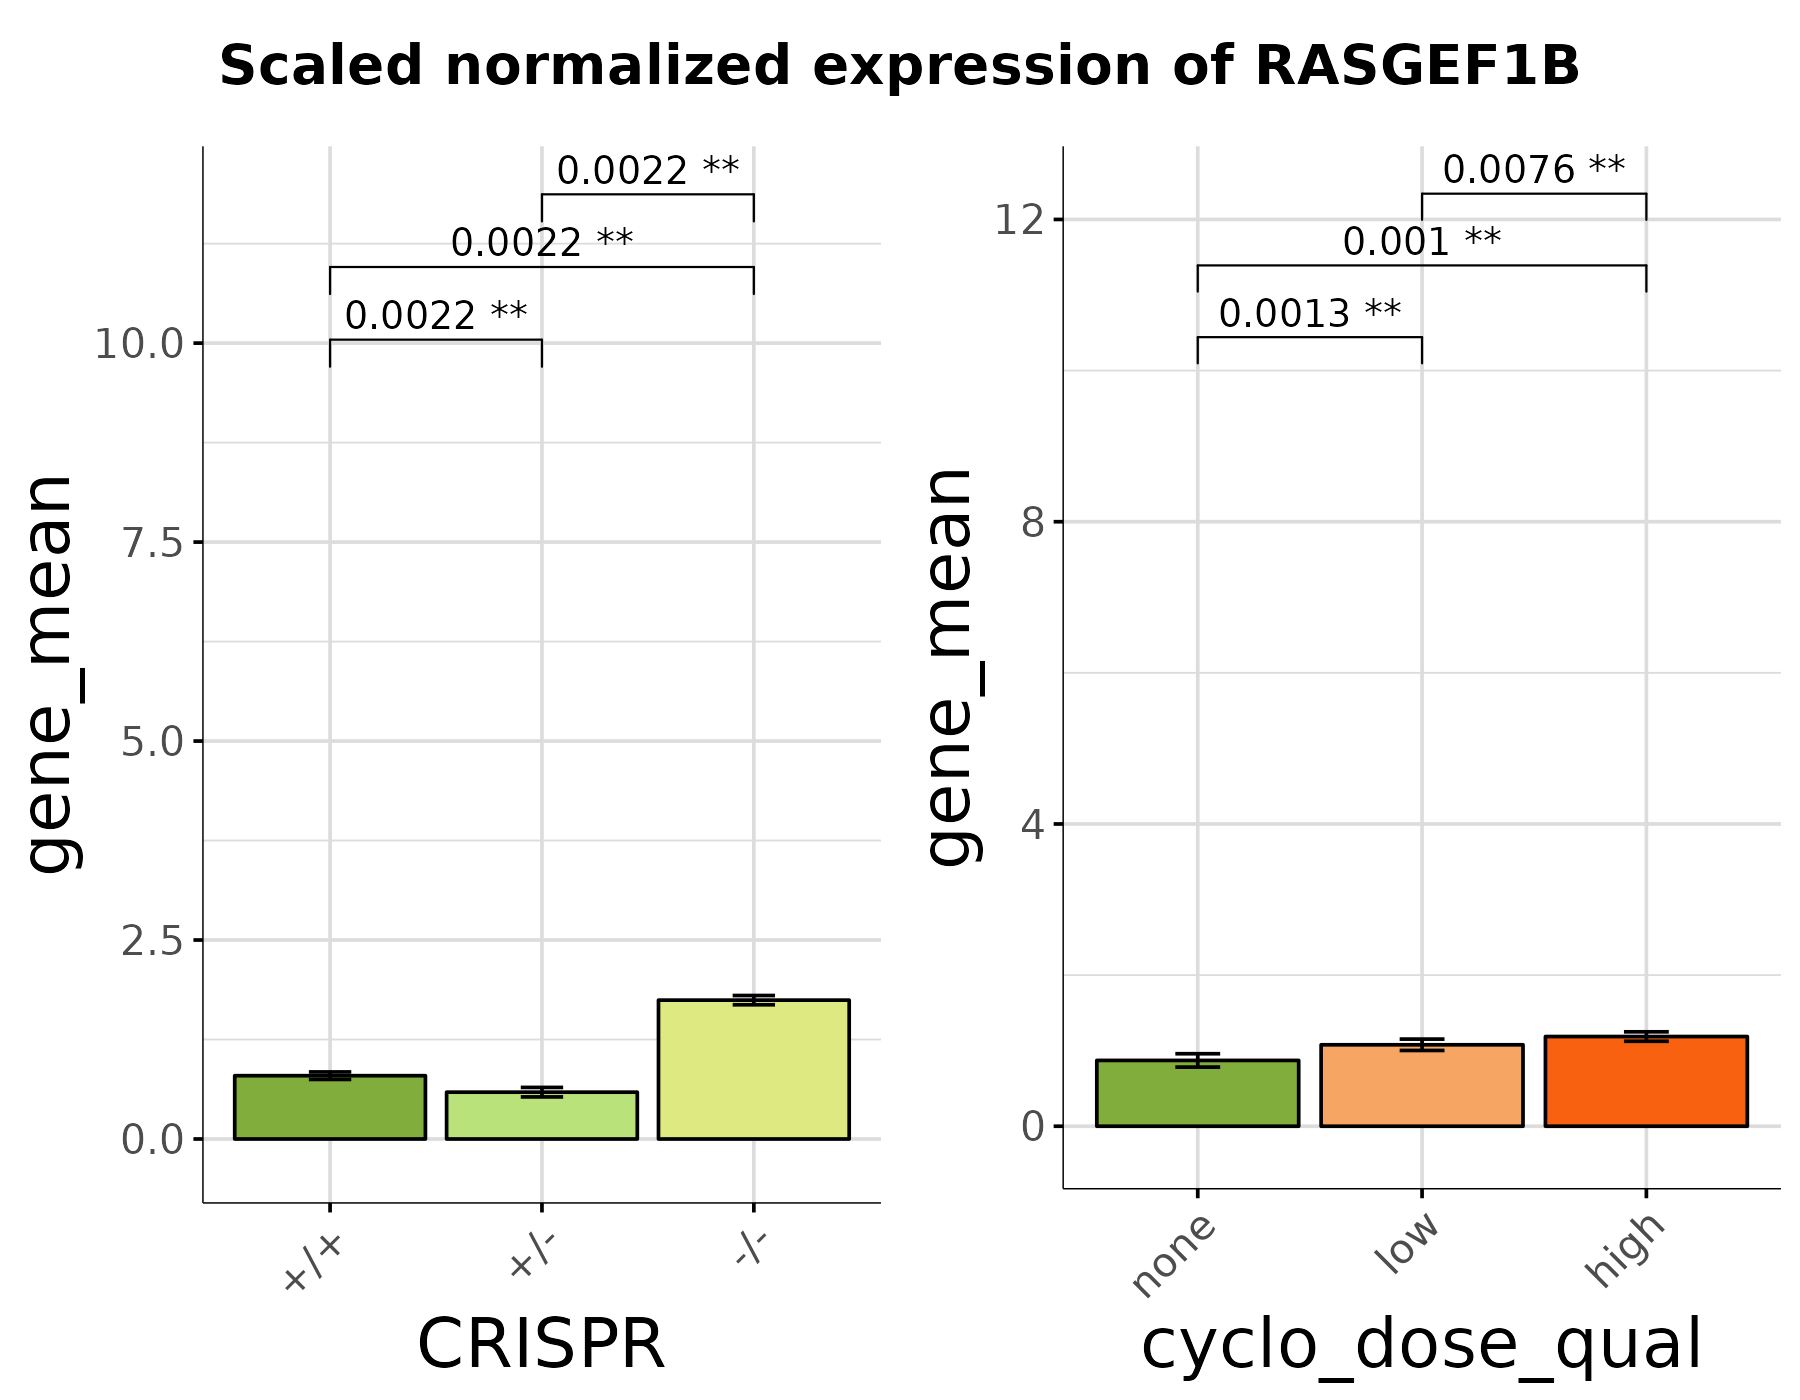 Scaled normalized expression of RASGEF1B
gene_mean
0.0022 **
0.0022 **
0.0022 **
10.0
7.5
5.0
2.5
0.0
+/+
+/-
-/-
CRISPR
gene_mean
0.0076 **
12
0.001 **
0.0013 **
8
4
0
none
low
high
cyclo_dose_qual